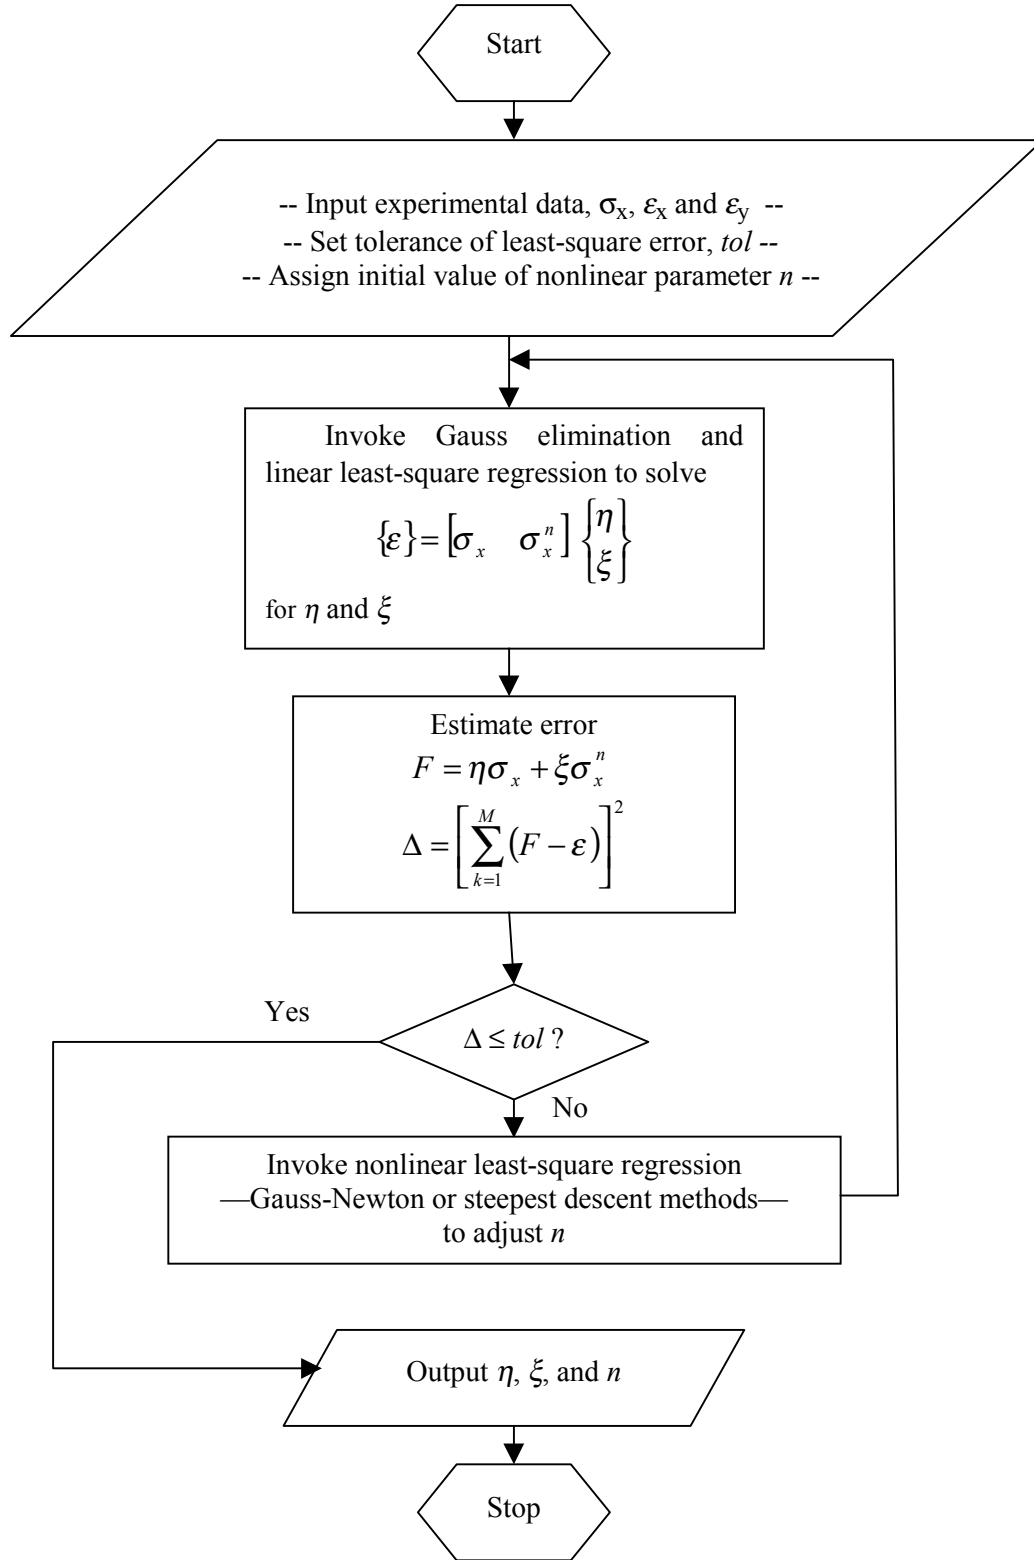 Start
-- Input experimental data, σx, εx and εy --
-- Set tolerance of least-square error, tol --
-- Assign initial value of nonlinear parameter n --
Invoke Gauss elimination and
linear least-square regression to solve
{ε} = [σx σx^n] {η ξ}
for η and ξ
Estimate error
F = ησx + ξσx^n
Δ = [∑_{k=1}^{M} (F − ε)]^2
Yes
Δ ≤ tol ?
No
Invoke nonlinear least-square regression
—Gauss-Newton or steepest descent methods—
to adjust n
Output η, ξ, and n
Stop